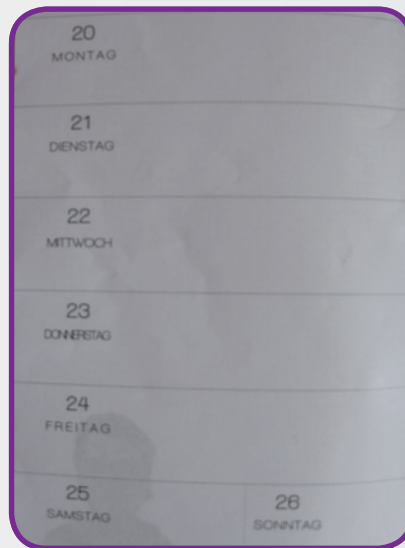 20
MONTAG
21
DIENSTAG
22
MITTWOCH
23
DONNERSTAG
24
FREITAG
25
SAMSTAG
26
SONNTAG